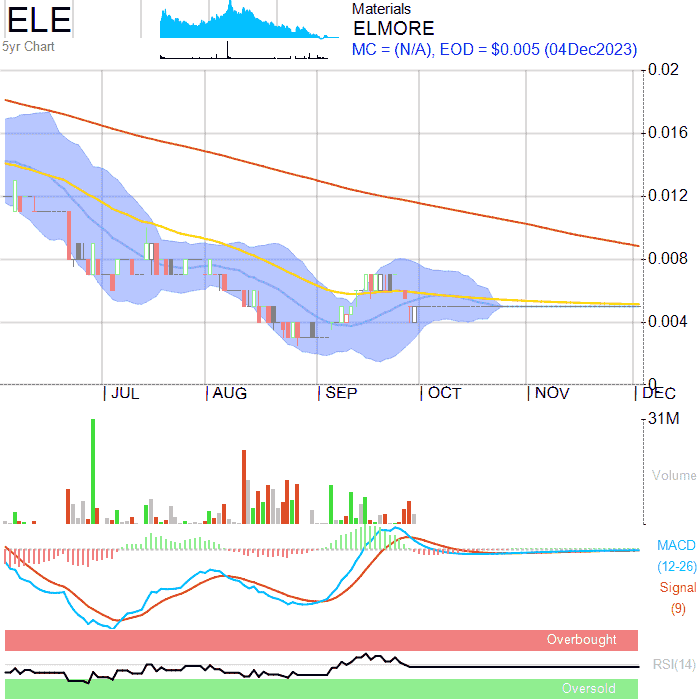 ELE
5yr Chart
Materials
ELMORE
MC = (N/A), EOD = $0.005 (04Dec2023)
0.02
0.016
0.012
0.008
0.004
0
JUL AUG SEP OCT NOV DEC
31M
Volume
MACD
(12-26)
Signal
(9)
Overbought
RSI(14)
Oversold